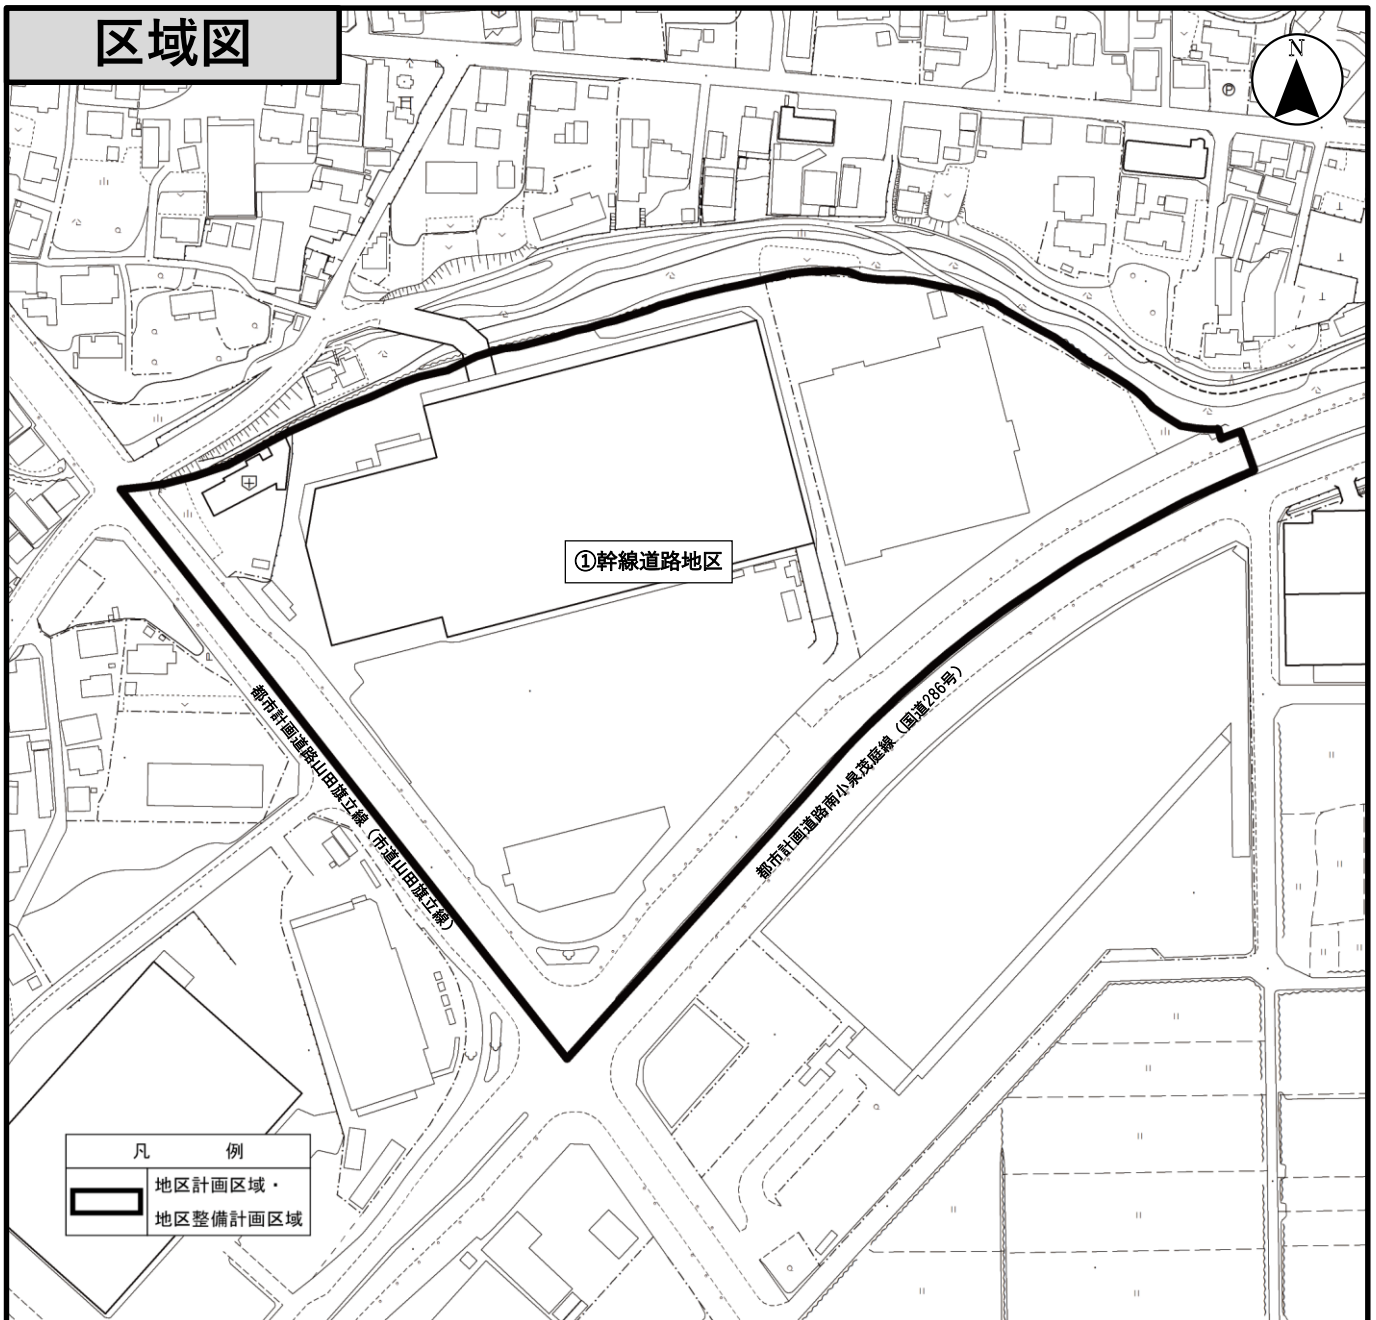 区域図
N
P
①幹線道路地区
都市計画道路山田旗立線（市道山田旗立線）
都市計画道路南小泉茂庭線（国道286号）
凡 例
地区計画区域・
地区整備計画区域